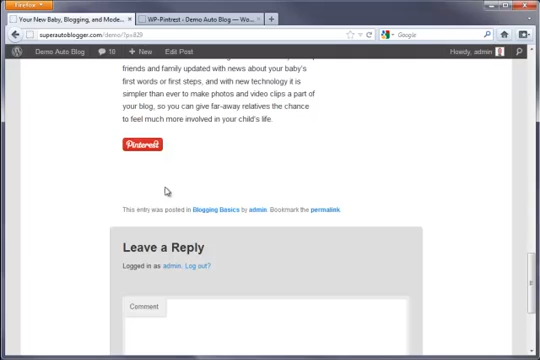 Firefox
Your New Baby, Blogging, and Mode...
WP-Pintrest - Demo Auto Blog — Wo...
superautoblogger.com/demo/?p=829
Google
Demo Auto Blog
10
+ New
Edit Post
Howdy, admin
friends and family updated with news about your baby's
first words or first steps, and with new technology it is
simpler than ever to make photos and video clips a part of
your blog, so you can give far-away relatives the chance
to feel much more involved in your child's life.
Pinterest
This entry was posted in Blogging Basics by admin. Bookmark the permalink.
Leave a Reply
Logged in as admin. Log out?
Comment